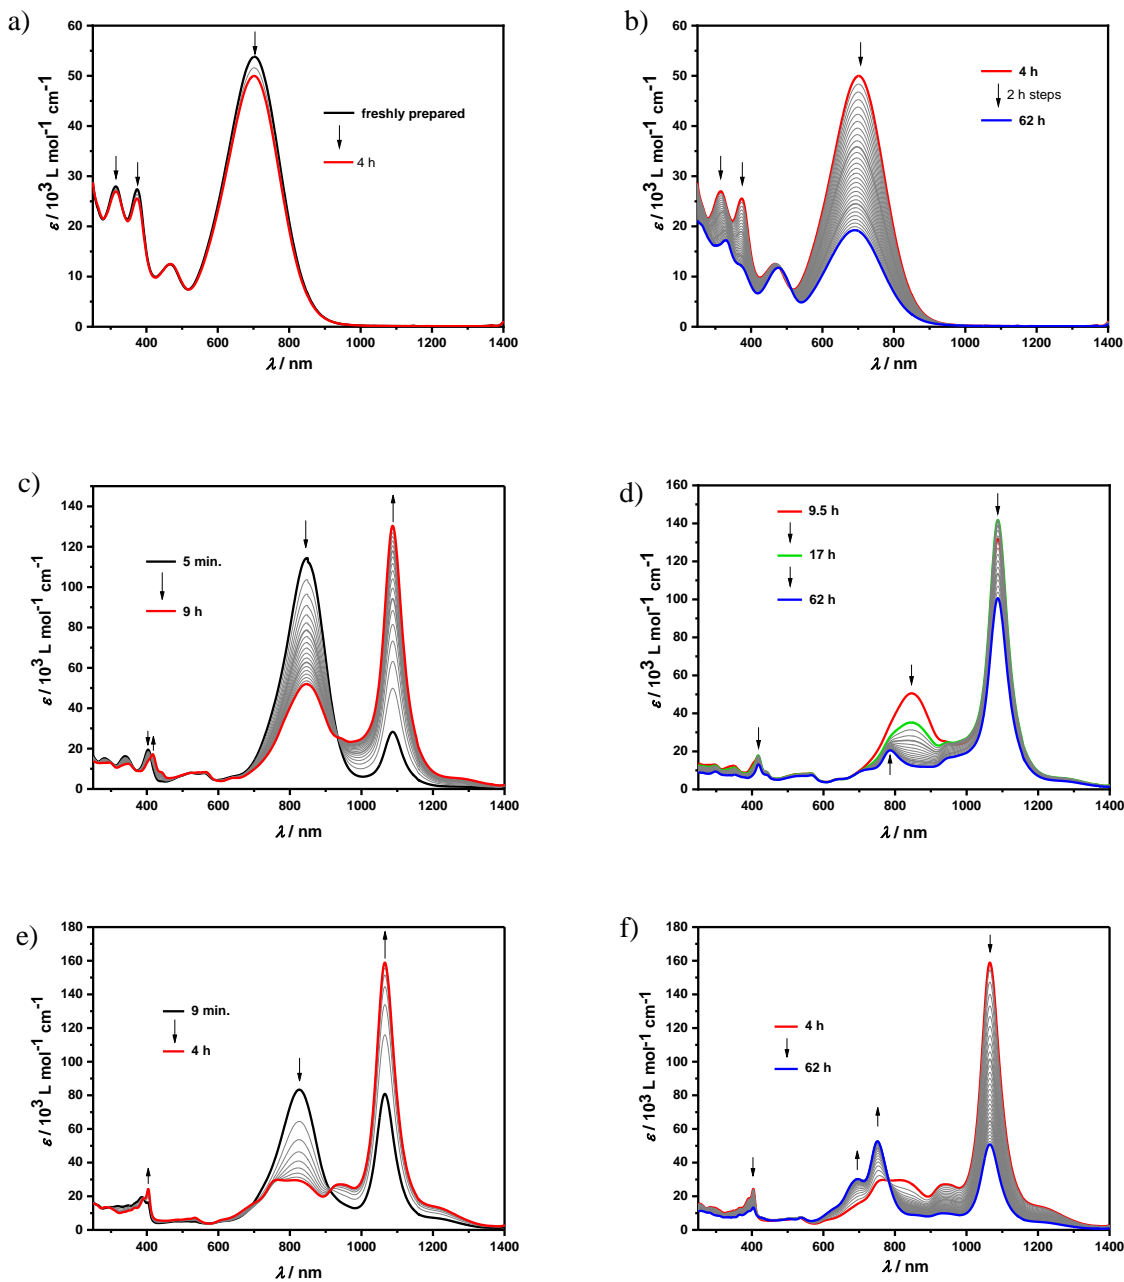 a)
60
50
40
30
20
10
0
ε / 10³ L mol⁻¹ cm⁻¹
freshly prepared
4 h
400 600 800 1000 1200 1400
λ / nm
b)
60
50
40
30
20
10
0
ε / 10³ L mol⁻¹ cm⁻¹
4 h
2 h steps
62 h
400 600 800 1000 1200 1400
λ / nm
c)
140
120
100
80
60
40
20
0
ε / 10³ L mol⁻¹ cm⁻¹
5 min.
9 h
400 600 800 1000 1200 1400
λ / nm
d)
160
140
120
100
80
60
40
20
0
ε / 10³ L mol⁻¹ cm⁻¹
9.5 h
17 h
62 h
400 600 800 1000 1200 1400
λ / nm
e)
180
160
140
120
100
80
60
40
20
0
ε / 10³ L mol⁻¹ cm⁻¹
9 min.
4 h
400 600 800 1000 1200 1400
λ / nm
f)
180
160
140
120
100
80
60
40
20
0
ε / 10³ L mol⁻¹ cm⁻¹
4 h
62 h
400 600 800 1000 1200 1400
λ / nm